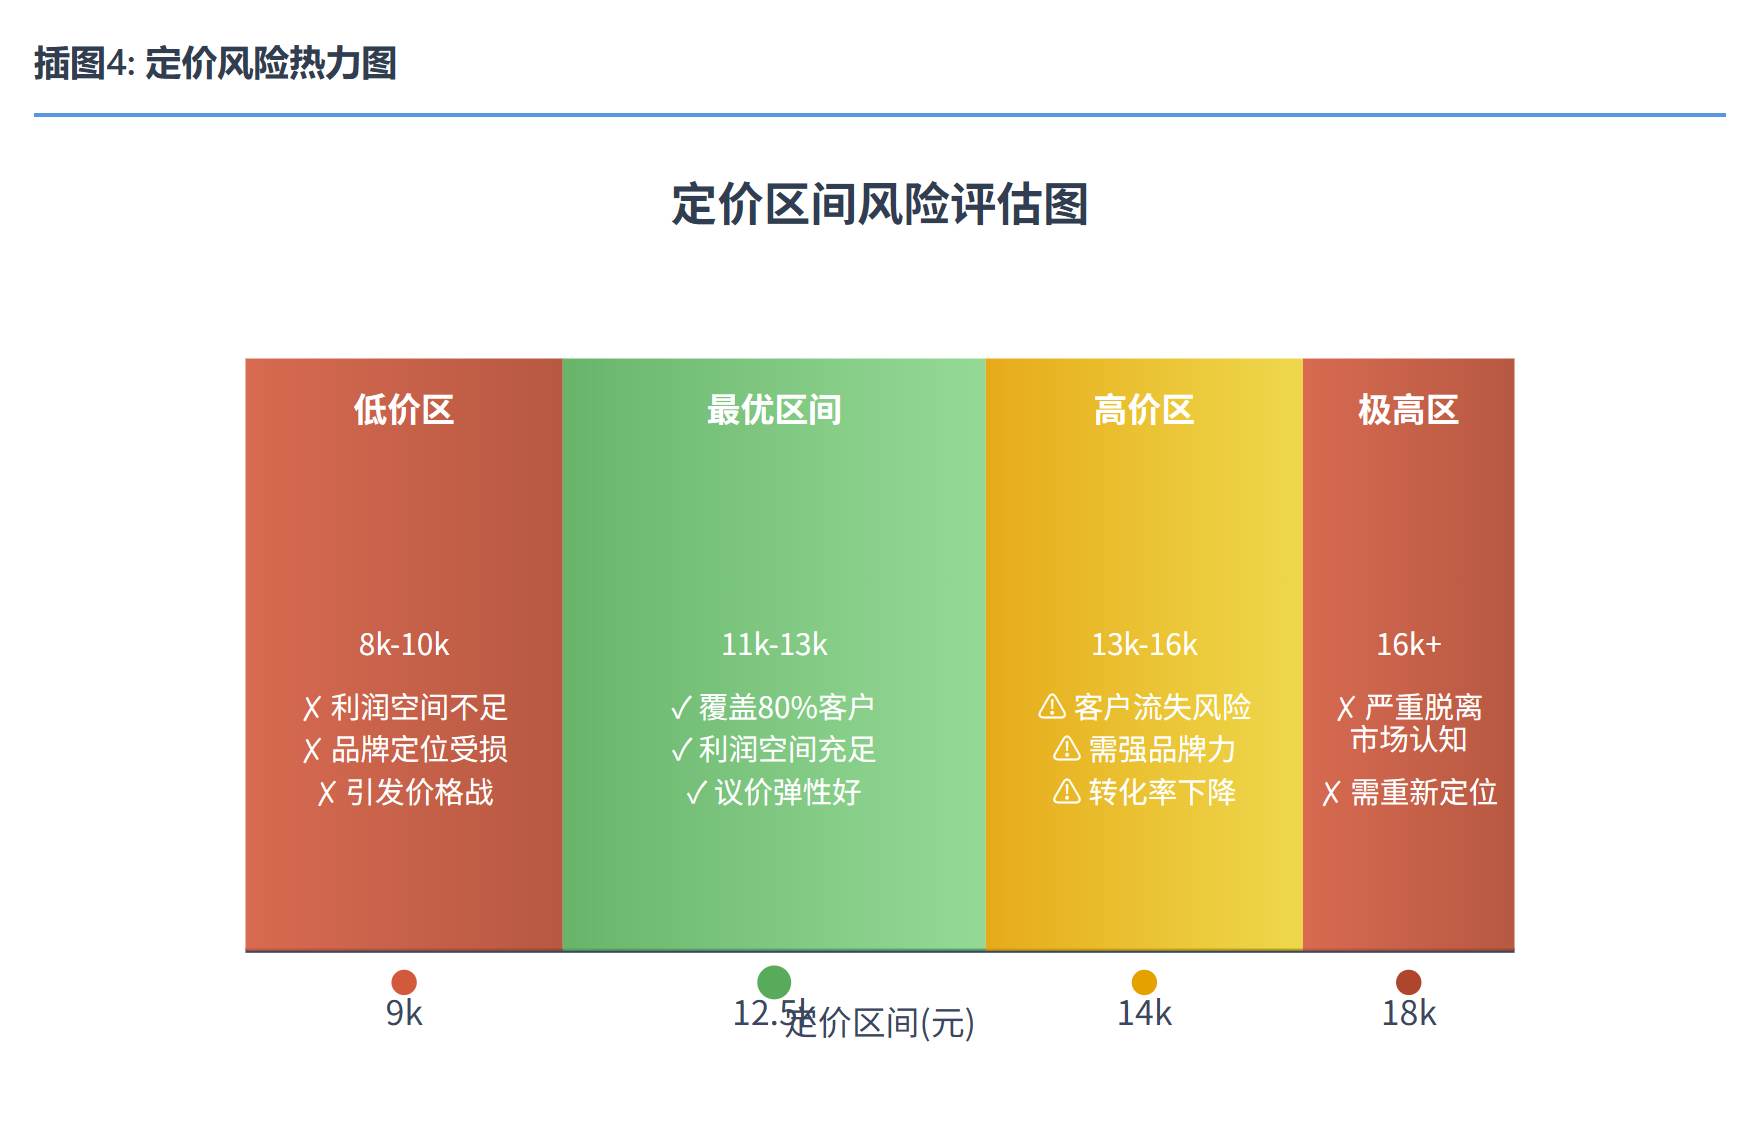 插图4: 定价风险热力图
定价区间风险评估图
低价区
8k-10k
✗ 利润空间不足
✗ 品牌定位受损
✗ 引发价格战
最优区间
11k-13k
✓ 覆盖80%客户
✓ 利润空间充足
✓ 议价弹性好
高价区
13k-16k
⚠ 客户流失风险
⚠ 需强品牌力
⚠ 转化率下降
极高区
16k+
✗ 严重脱离
市场认知
✗ 需重新定位
9k
12.5k
14k
18k
定价区间(元)